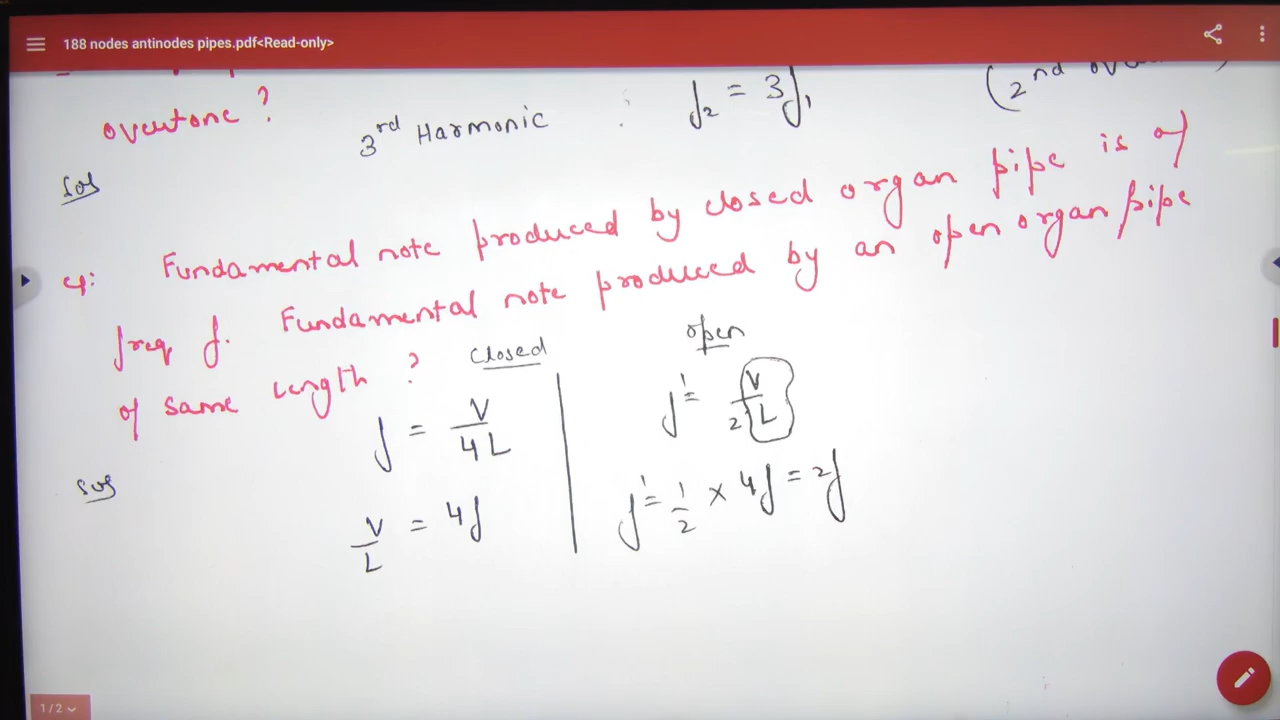 188 nodes antinodes pipes.pdf<Read-only>
overtone ?
3rd Harmonic : f2 = 3f1 (2nd
Sol
4: Fundamental note produced by closed organ pipe is of
freq f. Fundamental note produced by an open organ pipe
of same length ?
closed open
f = V/4L f' = V/2L
Sol
V/L = 4f f' = 1/2 × 4f = 2f
1/2